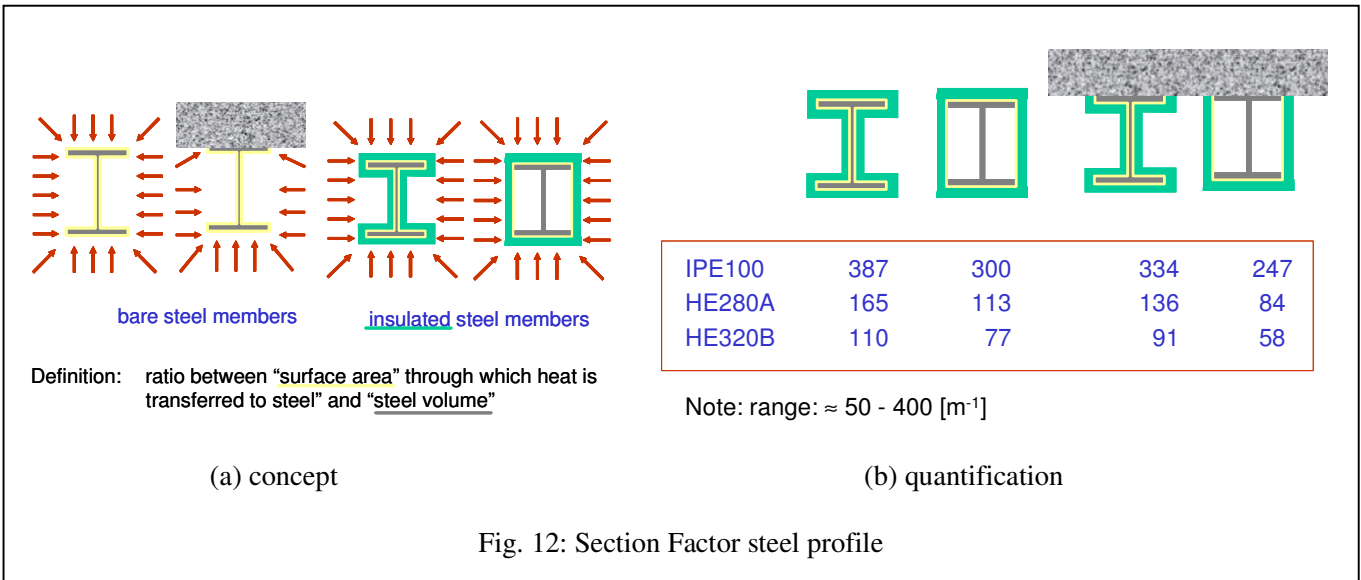 bare steel members
insulated steel members
Definition: ratio between “surface area” through which heat is
transferred to steel” and “steel volume”
(a) concept
IPE100 387 300 334 247
HE280A 165 113 136 84
HE320B 110 77 91 58
Note: range: ≈ 50 - 400 [m⁻¹]
(b) quantification
Fig. 12: Section Factor steel profile